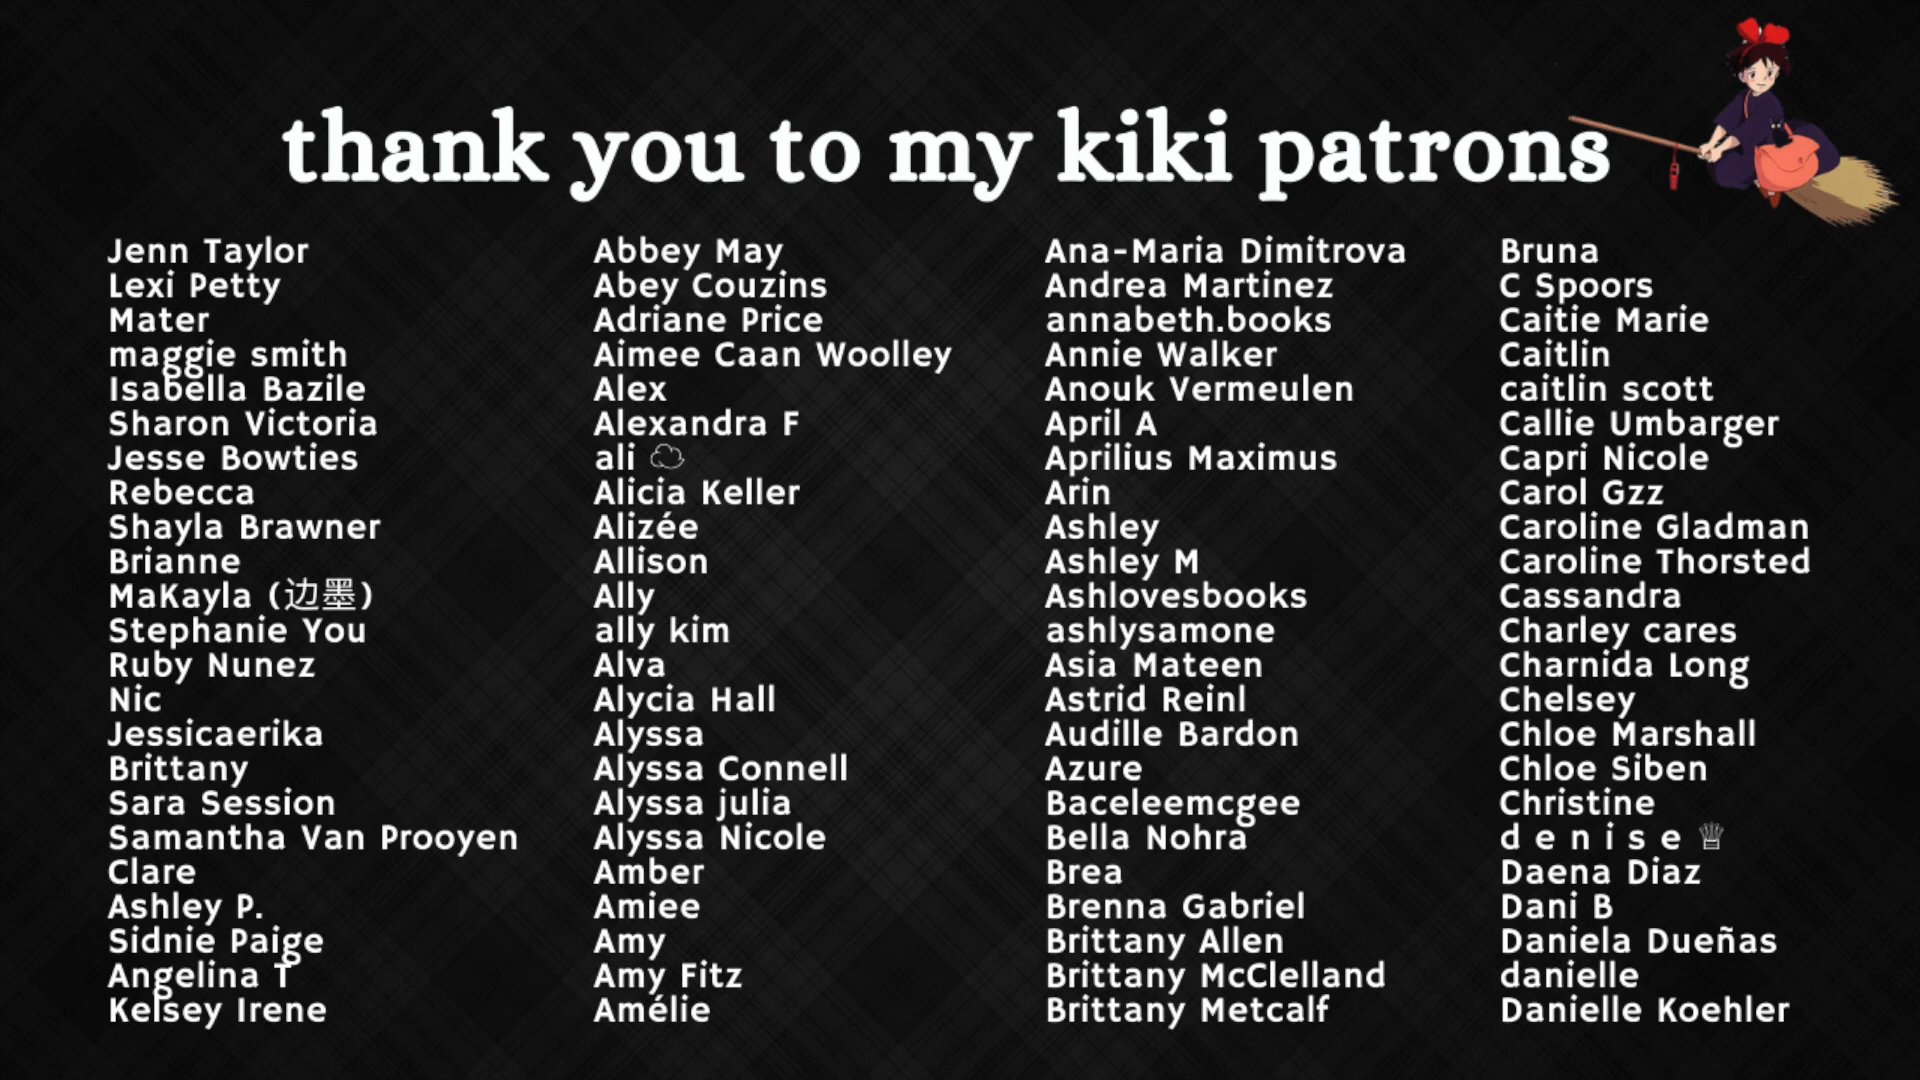 thank you to my kiki patrons
Jenn Taylor
Lexi Petty
Mater
maggie smith
Isabella Bazile
Sharon Victoria
Jesse Bowties
Rebecca
Shayla Brawner
Brianne
MaKayla (边墨)
Stephanie You
Ruby Nunez
Nic
Jessicaerika
Brittany
Sara Session
Samantha Van Prooyen
Clare
Ashley P.
Sidnie Paige
Angelina T
Kelsey Irene
Abbey May
Abey Couzins
Adriane Price
Aimee Caan Woolley
Alex
Alexandra F
ali ☁
Alicia Keller
Alizée
Allison
Ally
ally kim
Alva
Alycia Hall
Alyssa
Alyssa Connell
Alyssa julia
Alyssa Nicole
Amber
Amiee
Amy
Amy Fitz
Amélie
Ana-Maria Dimitrova
Andrea Martinez
annabeth.books
Annie Walker
Anouk Vermeulen
April A
Aprilius Maximus
Arin
Ashley
Ashley M
Ashlovesbooks
ashlysamone
Asia Mateen
Astrid Reinl
Audille Bardon
Azure
Baceleemcgee
Bella Nohra
Brea
Brenna Gabriel
Brittany Allen
Brittany McClelland
Brittany Metcalf
Bruna
C Spoors
Caitie Marie
Caitlin
caitlin scott
Callie Umbarger
Capri Nicole
Carol Gzz
Caroline Gladman
Caroline Thorsted
Cassandra
Charley cares
Charnida Long
Chelsey
Chloe Marshall
Chloe Siben
Christine
d e n i s e ♕
Daena Diaz
Dani B
Daniela Dueñas
danielle
Danielle Koehler